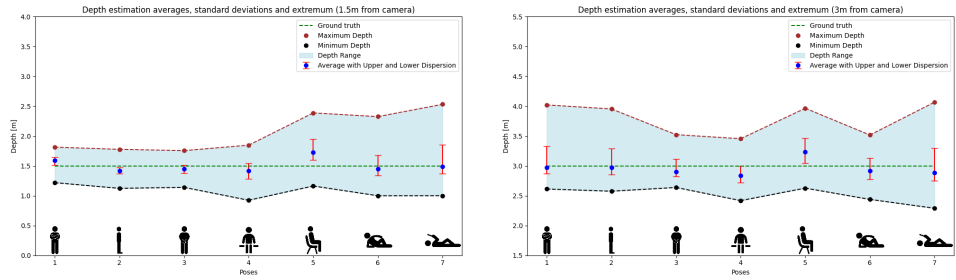 Depth estimation averages, standard deviations and extremum (1.5m from camera)
4.0
3.5
3.0
2.5
2.0
1.5
1.0
0.5
0.0
Depth [m]
Ground truth
Maximum Depth
Minimum Depth
Depth Range
Average with Upper and Lower Dispersion
1 2 3 4 5 6 7
Poses
Depth estimation averages, standard deviations and extremum (3m from camera)
5.5
5.0
4.5
4.0
3.5
3.0
2.5
2.0
1.5
Depth [m]
Ground truth
Maximum Depth
Minimum Depth
Depth Range
Average with Upper and Lower Dispersion
1 2 3 4 5 6 7
Poses